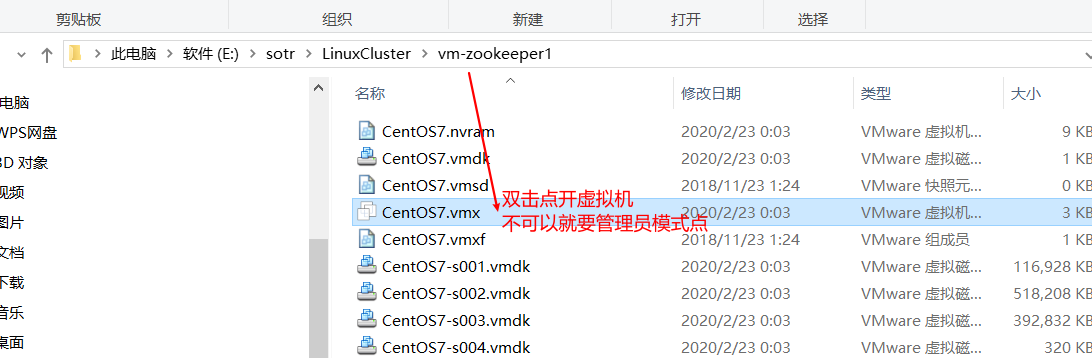 剪贴板 组织 新建 打开 选择
此电脑 软件 (E:) sotr LinuxCluster vm-zookeeper1
名称 修改日期 类型 大小
电脑
WPS网盘
3D 对象
视频
图片
文档
下载
音乐
桌面
CentOS7.nvram 2020/2/23 0:03 VMware 虚拟机... 9 KB
CentOS7.vmdk 2020/2/23 0:03 VMware 虚拟磁... 1 KB
CentOS7.vmsd 2018/11/23 1:24 VMware 快照元... 0 KB
双击点开虚拟机
CentOS7.vmx 2020/2/23 0:03 VMware 虚拟机... 3 KB
不可以就要管理员模式点
CentOS7.vmxf 2018/11/23 1:24 VMware 组成员 1 KB
CentOS7-s001.vmdk 2020/2/23 0:03 VMware 虚拟磁... 116,928 KB
CentOS7-s002.vmdk 2020/2/23 0:03 VMware 虚拟磁... 518,208 KB
CentOS7-s003.vmdk 2020/2/23 0:03 VMware 虚拟磁... 392,832 KB
CentOS7-s004.vmdk 2020/2/23 0:03 VMware 虚拟磁... 320 KB